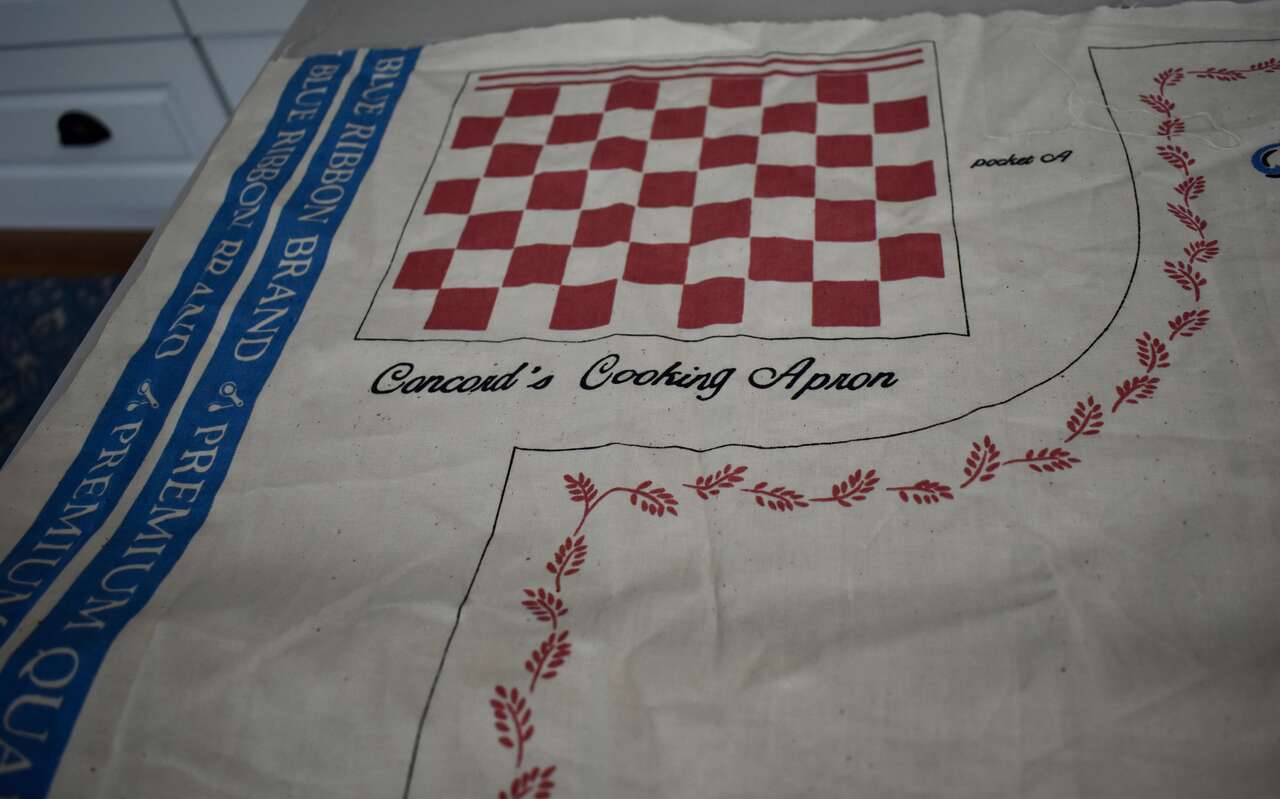 BLUE RIBBON BRAND PREMIUM
BLUE RIBBON BRAND PREMIUM QUA
pocket A
Concord's Cooking Apron